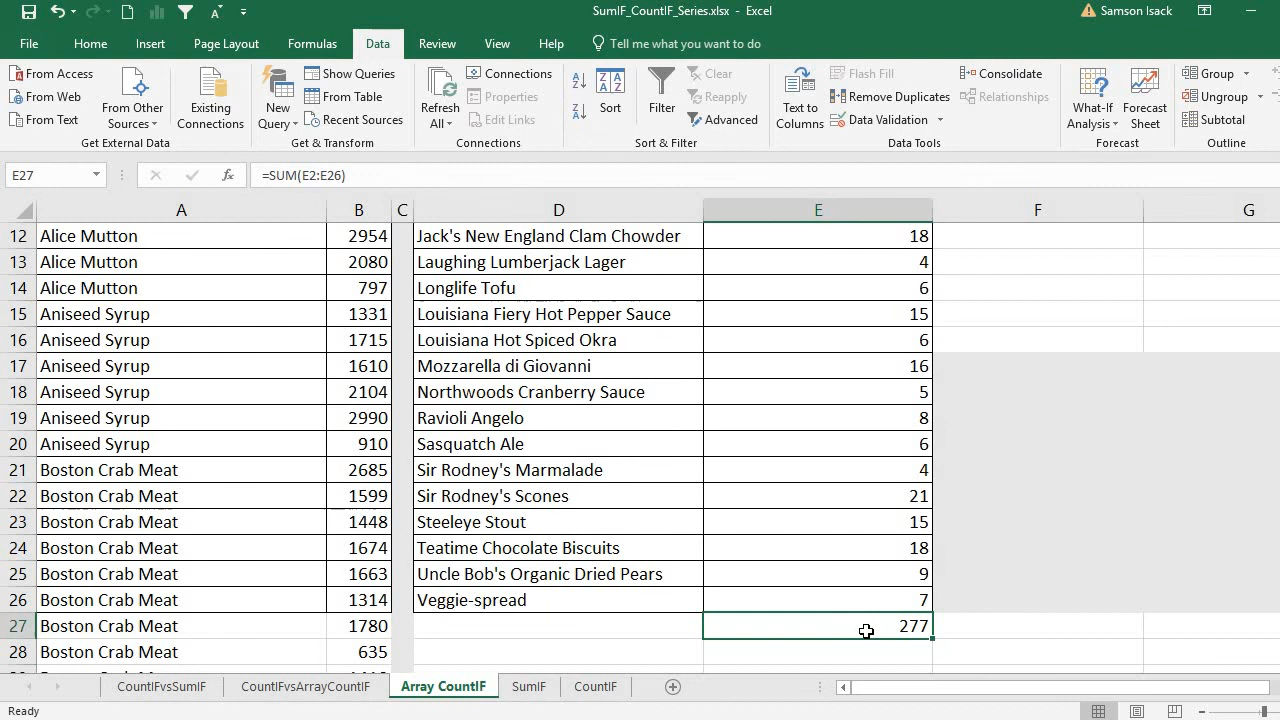 SumIF_CountIF_Series.xlsx - Excel
Samson Isack
File Home Insert Page Layout Formulas Data Review View Help Tell me what you want to do
From Access
From Web
From Text
From Other Sources
Existing Connections
Get External Data
New Query
Show Queries
From Table
Recent Sources
Get & Transform
Refresh All
Connections
Properties
Edit Links
Connections
Sort
Filter
Clear
Reapply
Advanced
Sort & Filter
Text to Columns
Flash Fill
Remove Duplicates
Data Validation
Consolidate
Relationships
Data Tools
What-If Analysis
Forecast Sheet
Forecast
Group
Ungroup
Subtotal
Outline
E27 fx =SUM(E2:E26)
A B C D E F G
12 Alice Mutton 2954 Jack's New England Clam Chowder 18
13 Alice Mutton 2080 Laughing Lumberjack Lager 4
14 Alice Mutton 797 Longlife Tofu 6
15 Aniseed Syrup 1331 Louisiana Fiery Hot Pepper Sauce 15
16 Aniseed Syrup 1715 Louisiana Hot Spiced Okra 6
17 Aniseed Syrup 1610 Mozzarella di Giovanni 16
18 Aniseed Syrup 2104 Northwoods Cranberry Sauce 5
19 Aniseed Syrup 2990 Ravioli Angelo 8
20 Aniseed Syrup 910 Sasquatch Ale 6
21 Boston Crab Meat 2685 Sir Rodney's Marmalade 4
22 Boston Crab Meat 1599 Sir Rodney's Scones 21
23 Boston Crab Meat 1448 Steeleye Stout 15
24 Boston Crab Meat 1674 Teatime Chocolate Biscuits 18
25 Boston Crab Meat 1663 Uncle Bob's Organic Dried Pears 9
26 Boston Crab Meat 1314 Veggie-spread 7
27 Boston Crab Meat 1780 277
28 Boston Crab Meat 635
CountIFvsSumIF CountIFvsArrayCountIF Array CountIF SumIF CountIF
Ready